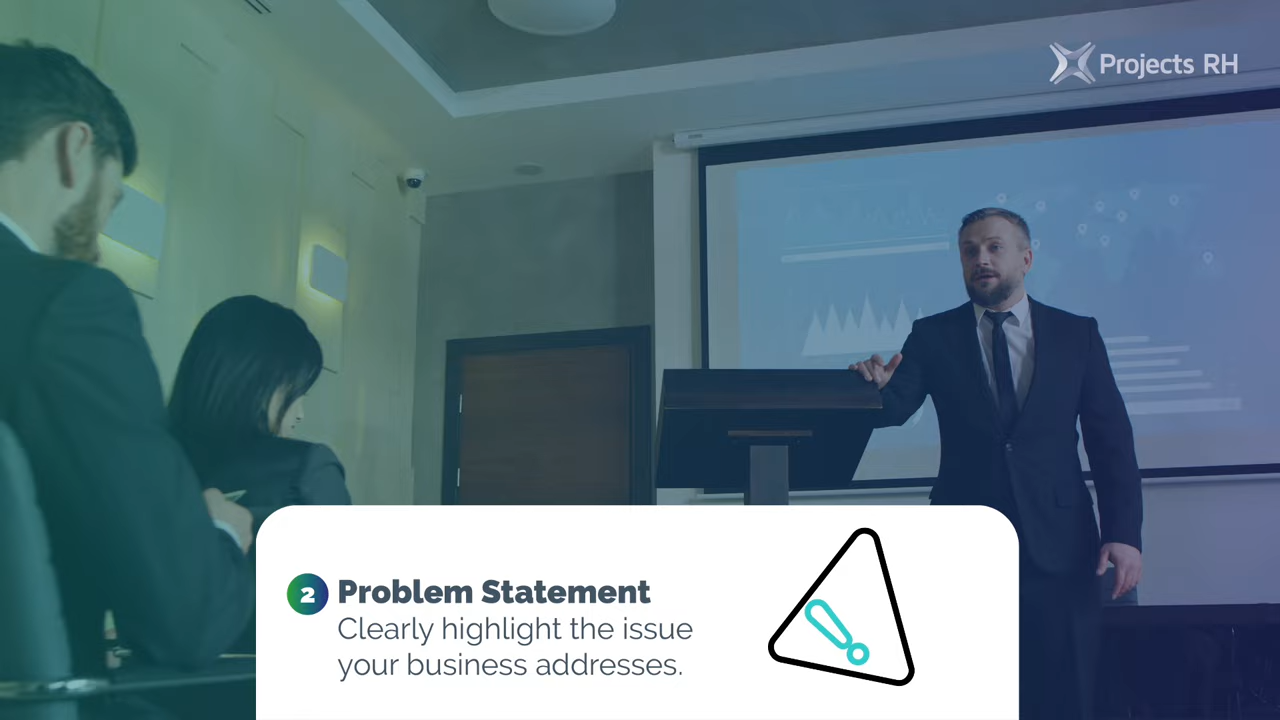 Projects RH
2 Problem Statement
Clearly highlight the issue
your business addresses.